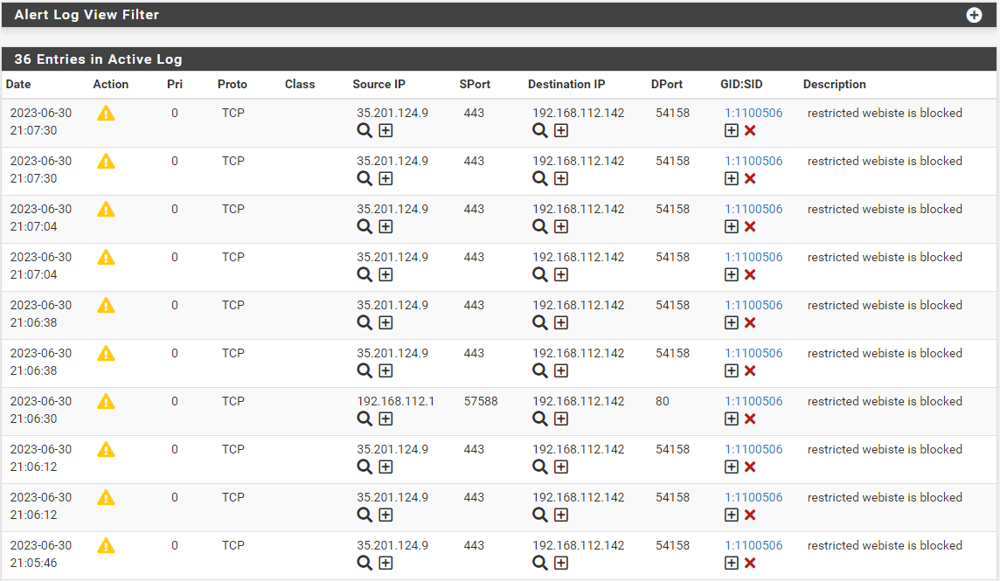 Alert Log View Filter
36 Entries in Active Log
Date Action Pri Proto Class Source IP SPort Destination IP DPort GID:SID Description
2023-06-30 0 TCP 35.201.124.9 443 192.168.112.142 54158 1:1100506 restricted webiste is blocked
21:07:30
2023-06-30 0 TCP 35.201.124.9 443 192.168.112.142 54158 1:1100506 restricted webiste is blocked
21:07:30
2023-06-30 0 TCP 35.201.124.9 443 192.168.112.142 54158 1:1100506 restricted webiste is blocked
21:07:04
2023-06-30 0 TCP 35.201.124.9 443 192.168.112.142 54158 1:1100506 restricted webiste is blocked
21:07:04
2023-06-30 0 TCP 35.201.124.9 443 192.168.112.142 54158 1:1100506 restricted webiste is blocked
21:06:38
2023-06-30 0 TCP 35.201.124.9 443 192.168.112.142 54158 1:1100506 restricted webiste is blocked
21:06:38
2023-06-30 0 TCP 192.168.112.1 57588 192.168.112.142 80 1:1100506 restricted webiste is blocked
21:06:30
2023-06-30 0 TCP 35.201.124.9 443 192.168.112.142 54158 1:1100506 restricted webiste is blocked
21:06:12
2023-06-30 0 TCP 35.201.124.9 443 192.168.112.142 54158 1:1100506 restricted webiste is blocked
21:06:12
2023-06-30 0 TCP 35.201.124.9 443 192.168.112.142 54158 1:1100506 restricted webiste is blocked
21:05:46